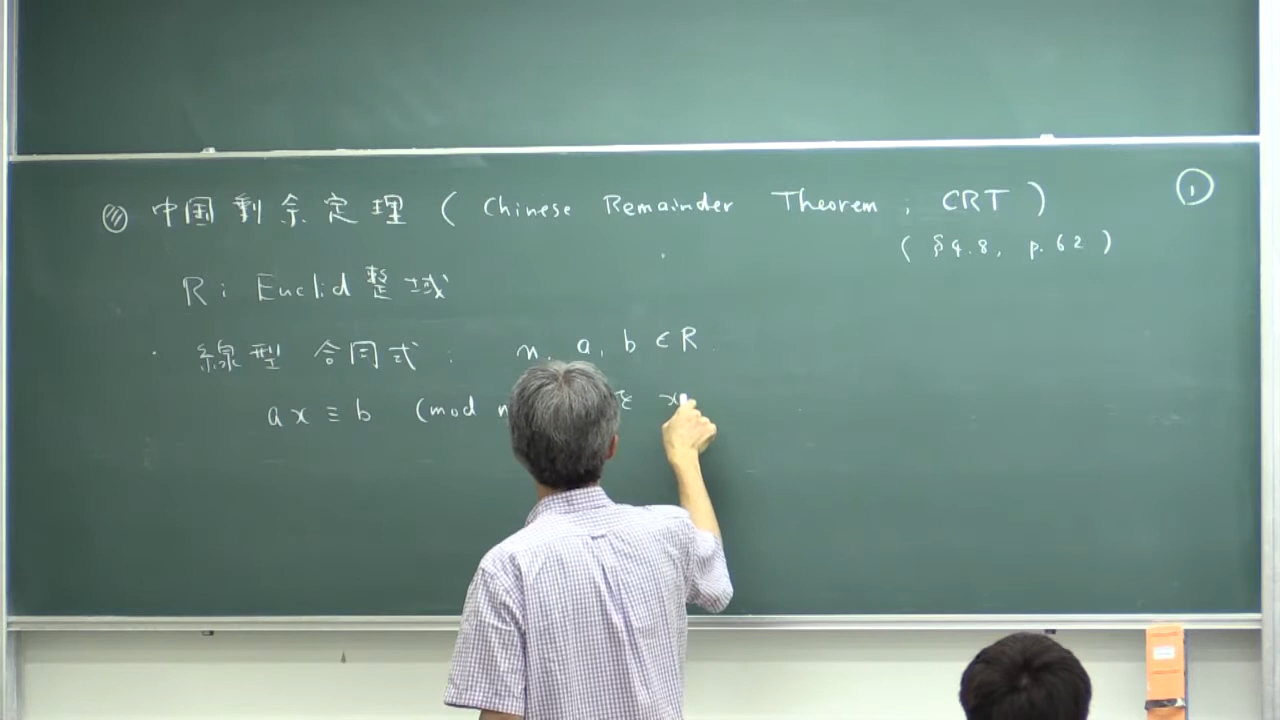 中国剰余定理 ( Chinese Remainder Theorem ; CRT )
①
( §4.8, p.62 )
R : Euclid 整域
・ 線型合同式 : n, a, b ∈ R
ax ≡ b (mod n を x